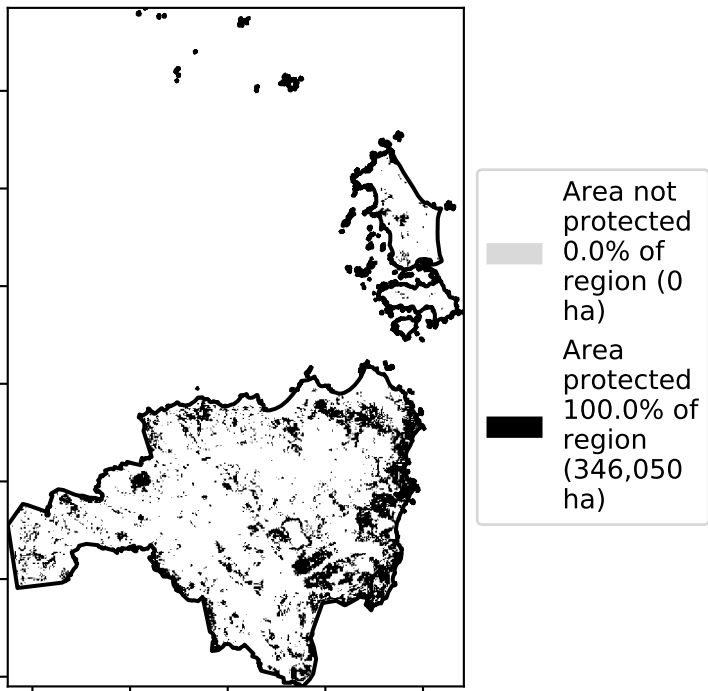 Area not
protected
0.0% of
region (0
ha)
Area
protected
100.0% of
region
(346,050
ha)